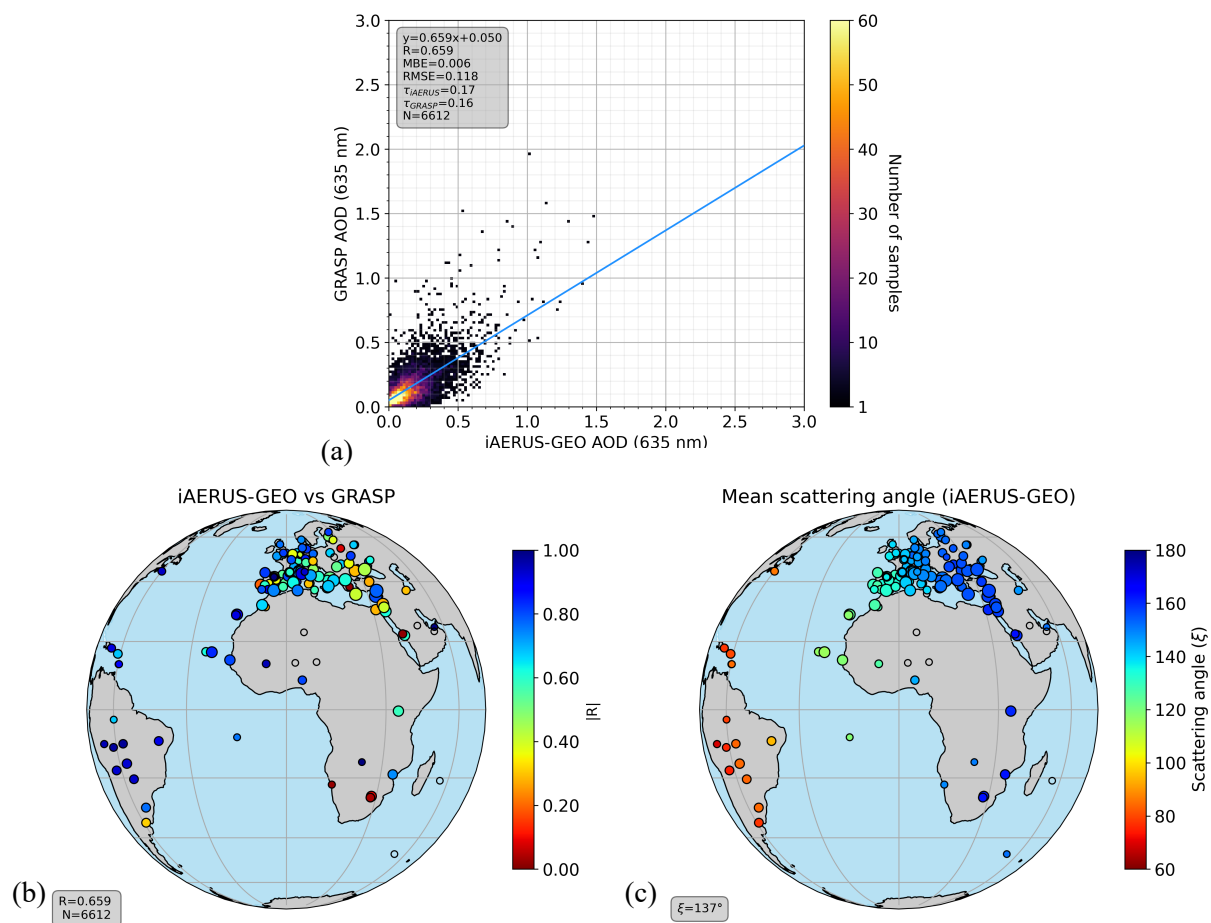 3.0
2.5
2.0
1.5
1.0
0.5
0.0
GRASP AOD (635 nm)
y=0.659x+0.050
R=0.659
MBE=0.006
RMSE=0.118
τiAERUS=0.17
τGRASP=0.16
N=6612
0.0 0.5 1.0 1.5 2.0 2.5 3.0
iAERUS-GEO AOD (635 nm)
60
50
40
30
20
10
1
Number of samples
(a)
iAERUS-GEO vs GRASP
1.00
0.80
0.60
0.40
0.20
0.00
|R|
(b)
R=0.659
N=6612
Mean scattering angle (iAERUS-GEO)
180
160
140
120
100
80
60
Scattering angle (ξ)
(c)
ξ=137°